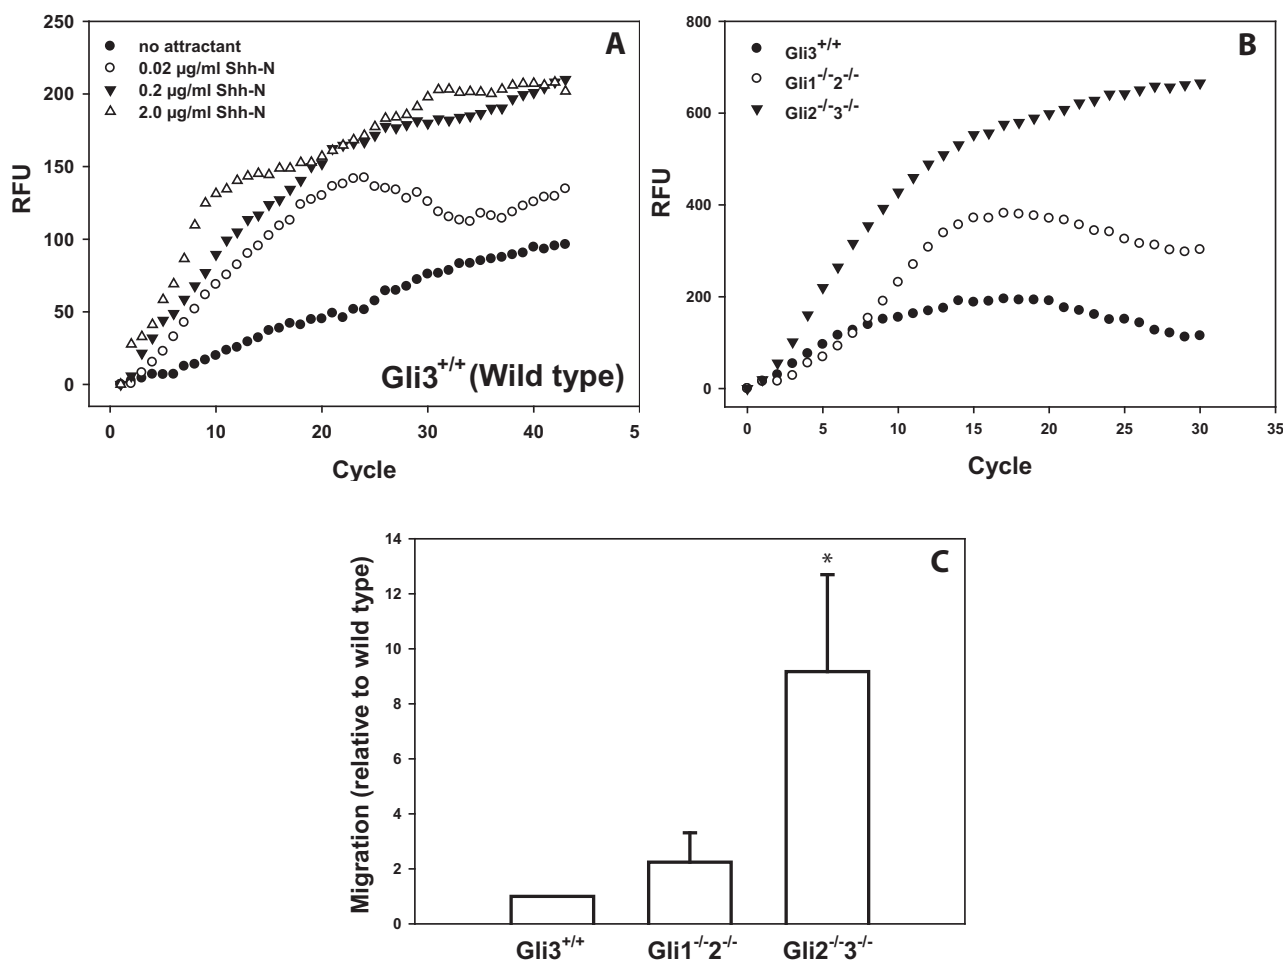 250
200
150
100
50
0
RFU
no attractant
0.02 µg/ml Shh-N
0.2 µg/ml Shh-N
2.0 µg/ml Shh-N
A
Gli3+/+ (Wild type)
0 10 20 30 40 5
Cycle
800
600
400
200
0
RFU
Gli3+/+
Gli1-/-2-/-
Gli2-/-3-/-
B
0 5 10 15 20 25 30 35
Cycle
14
12
10
8
6
4
2
0
Migration (relative to wild type)
*
C
Gli3+/+ Gli1-/-2-/- Gli2-/-3-/-